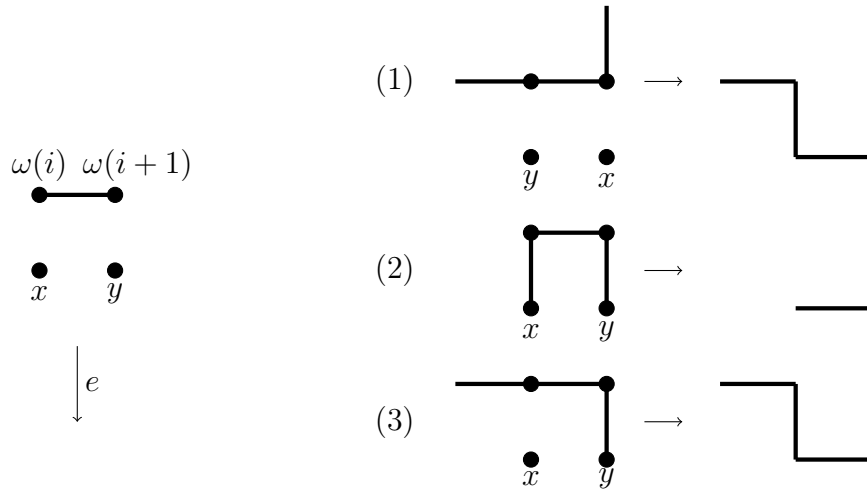 ω(i) ω(i + 1)
x y
e
(1)
y x
(2)
x y
(3)
x y